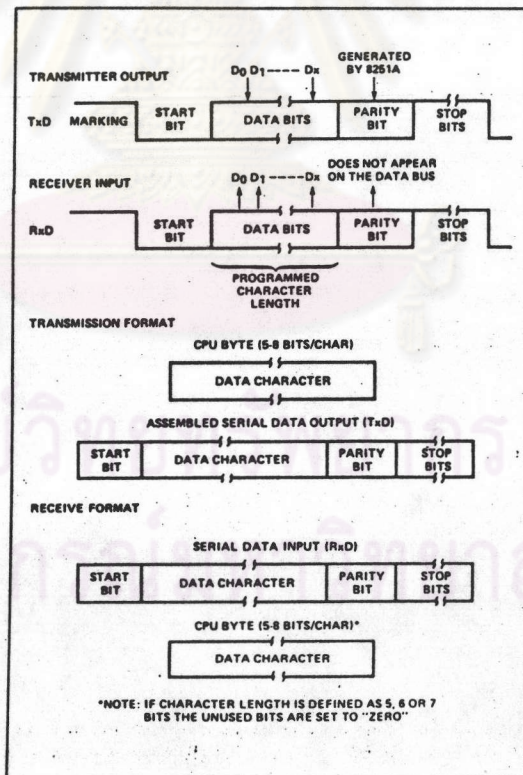 TRANSMITTER OUTPUT
D0 D1 ----- Dx
GENERATED
BY 8251A
TxD MARKING
START
BIT
DATA BITS
PARITY
BIT
STOP
BITS
RECEIVER INPUT
D0 D1 -----Dx
DOES NOT APPEAR
ON THE DATA BUS
RxD
START
BIT
DATA BITS
PARITY
BIT
STOP
BITS
PROGRAMMED
CHARACTER
LENGTH
TRANSMISSION FORMAT
CPU BYTE (5-8 BITS/CHAR)
DATA CHARACTER
ASSEMBLED SERIAL DATA OUTPUT (TxD)
START
BIT
DATA CHARACTER
PARITY
BIT
STOP
BITS
RECEIVE FORMAT
SERIAL DATA INPUT (RxD)
START
BIT
DATA CHARACTER
PARITY
BIT
STOP
BITS
CPU BYTE (5-8 BITS/CHAR)*
DATA CHARACTER
*NOTE: IF CHARACTER LENGTH IS DEFINED AS 5, 6 OR 7
BITS THE UNUSED BITS ARE SET TO "ZERO"